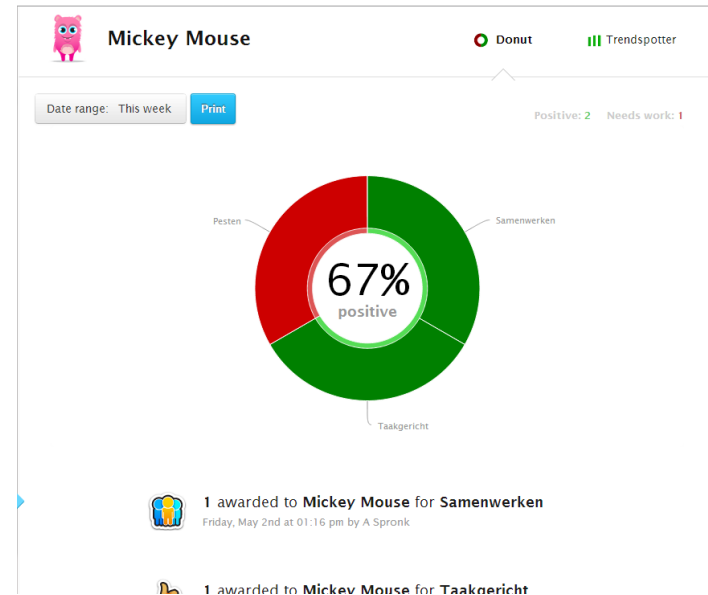 Mickey Mouse
Donut
Trendspotter
Date range: This week
Print
Positive: 2 Needs work: 1
Pesten
Samenwerken
67%
positive
Taakgericht
1 awarded to Mickey Mouse for Samenwerken
Friday, May 2nd at 01:16 pm by A Spronk
1 awarded to Mickey Mouse for Taakgericht